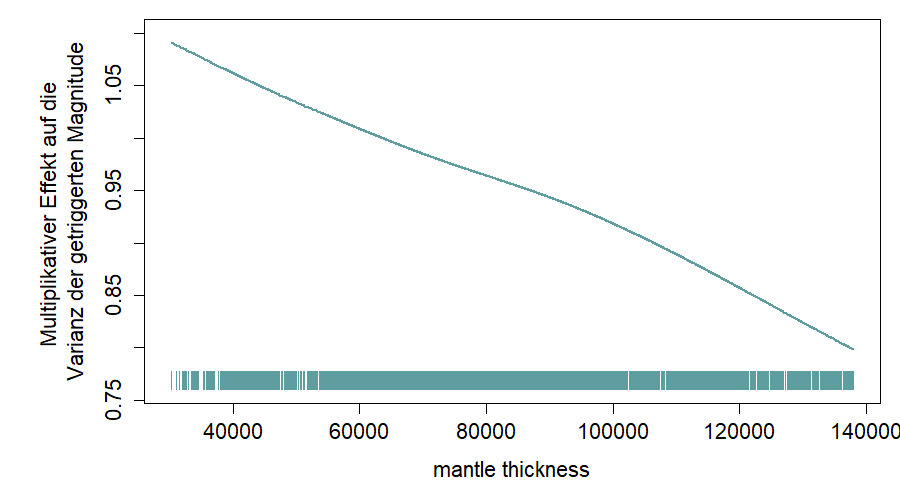 Multiplikativer Effekt auf die
Varianz der getriggerten Magnitude
1.05
0.95
0.85
0.75
40000 60000 80000 100000 120000 140000
mantle thickness